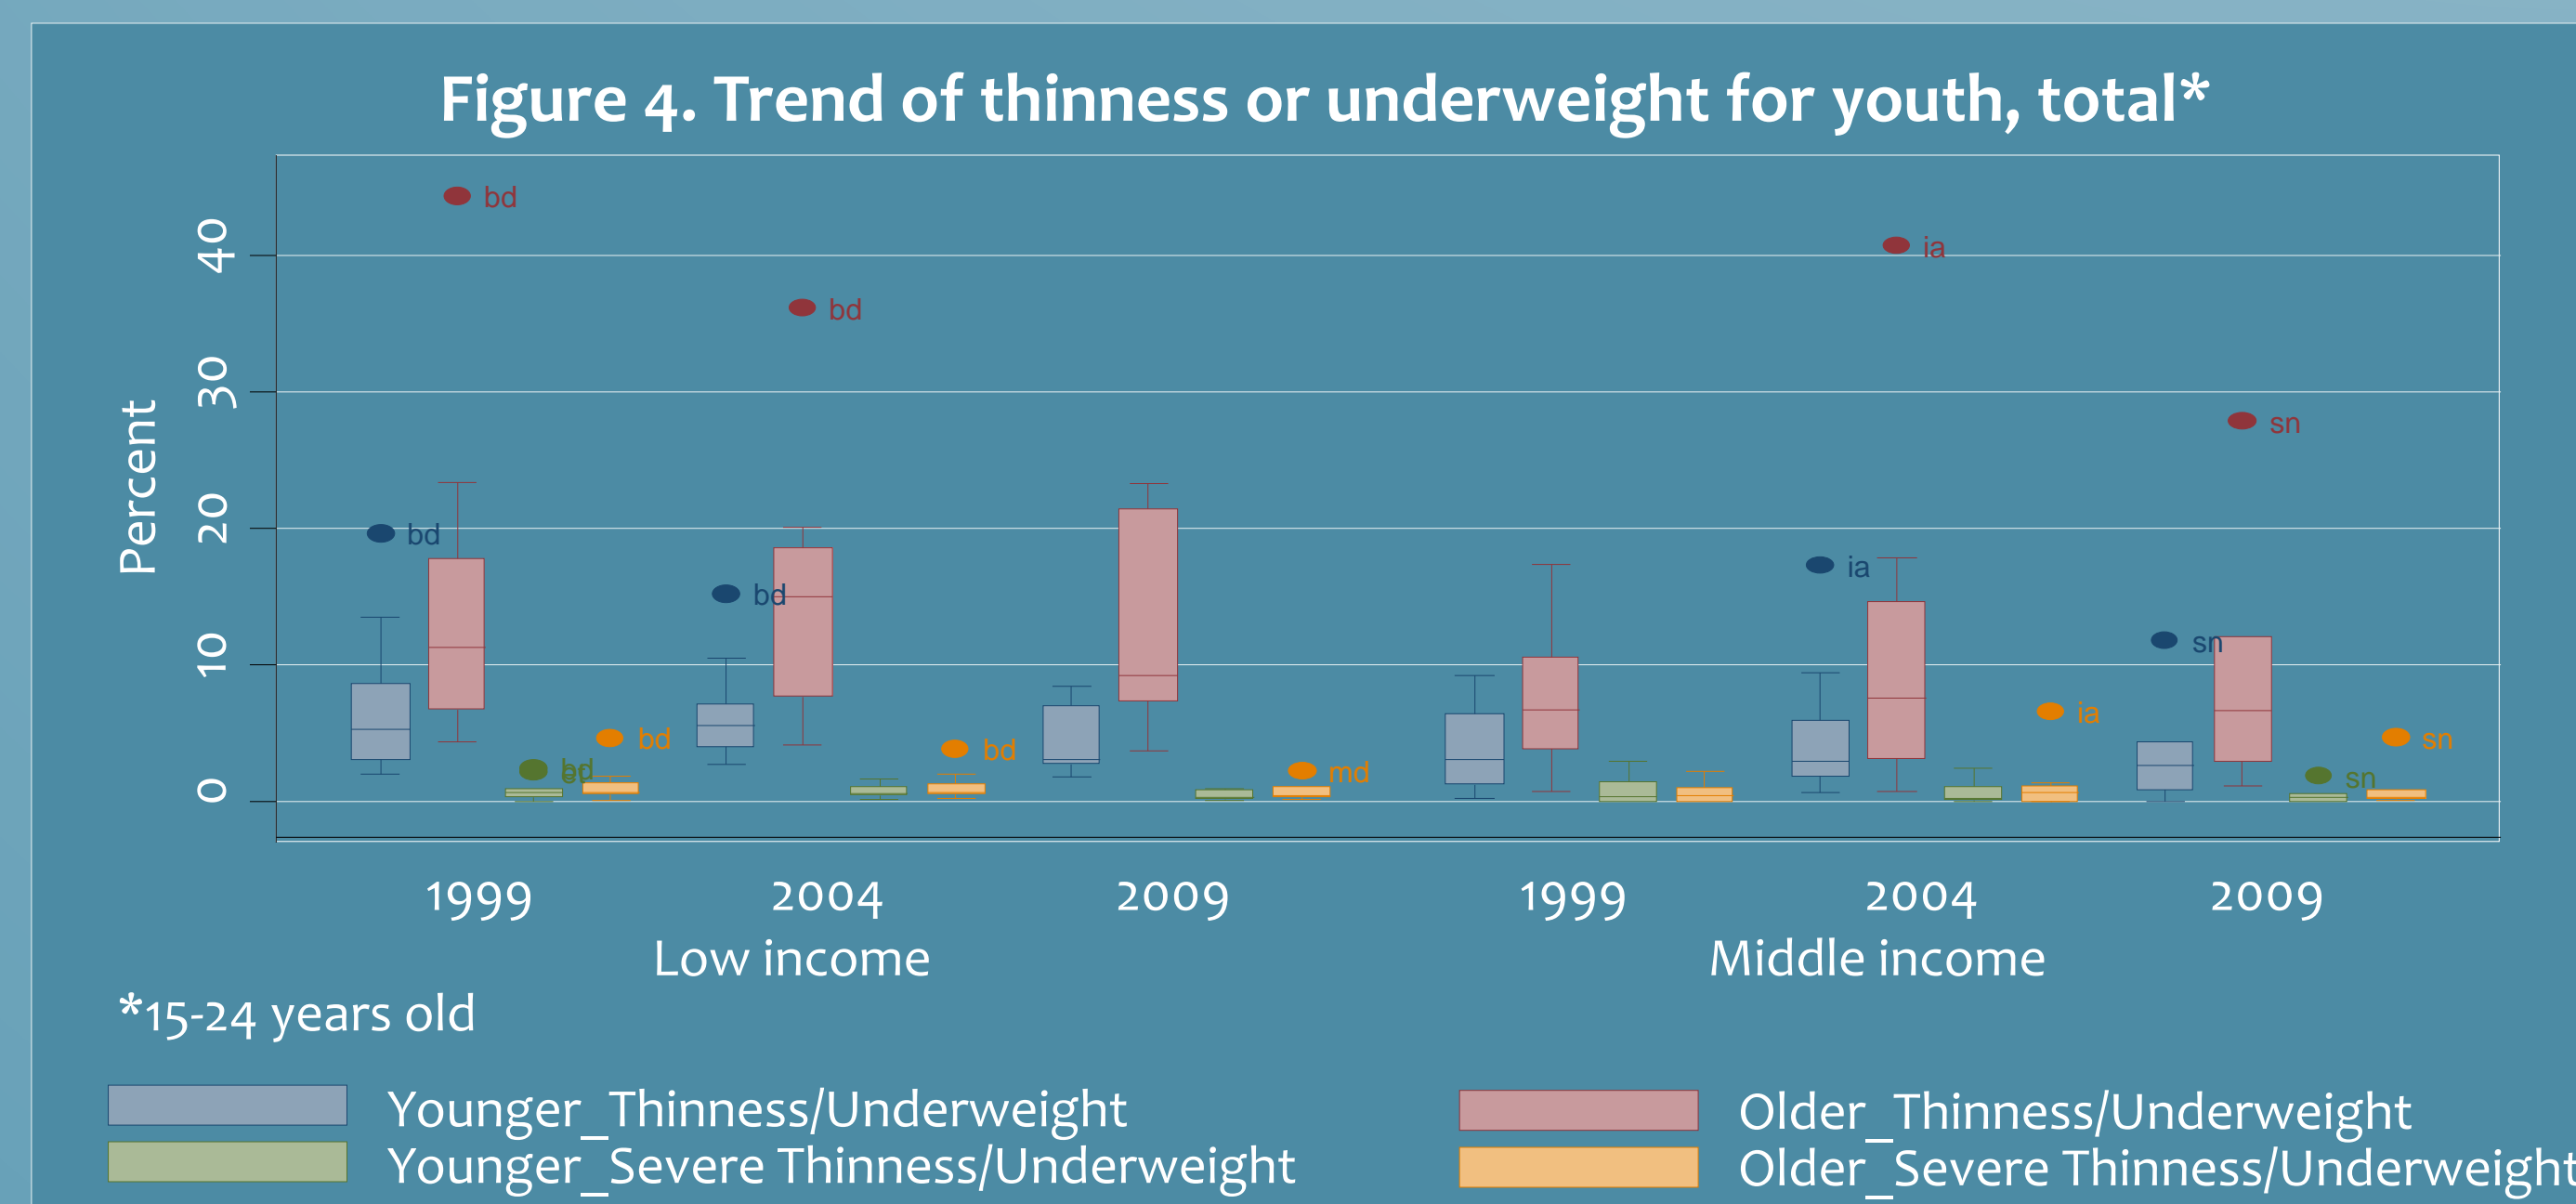 Figure 4. Trend of thinness or underweight for youth, total*
Percent
40
30
20
10
0
bd
bd
bd
bd
bd
bd
bd
bd
md
ia
ia
ia
sn
sn
sn
sn
1999 2004 2009 1999 2004 2009
Low income Middle income
*15-24 years old
Younger_Thinness/Underweight Older_Thinness/Underweight
Younger_Severe Thinness/Underweight Older_Severe Thinness/Underweight